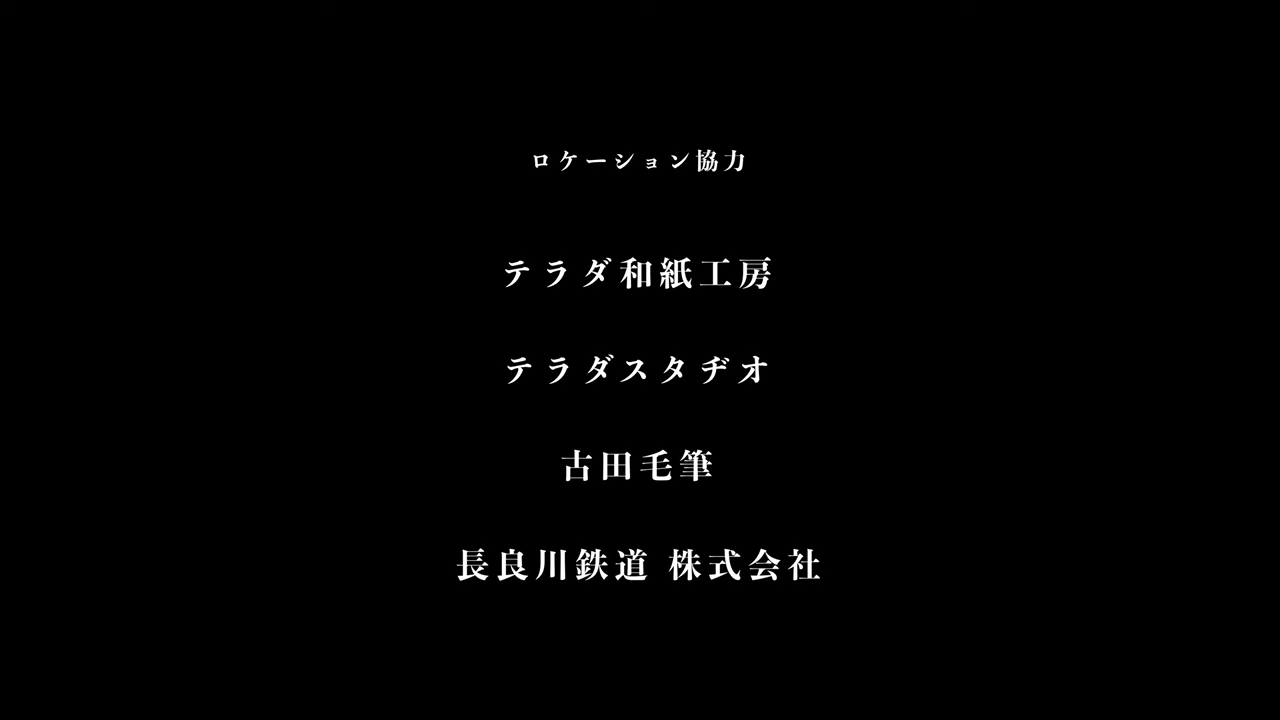 ロケーション協力
テラダ和紙工房
テラダスタヂオ
古田毛筆
長良川鉄道 株式会社